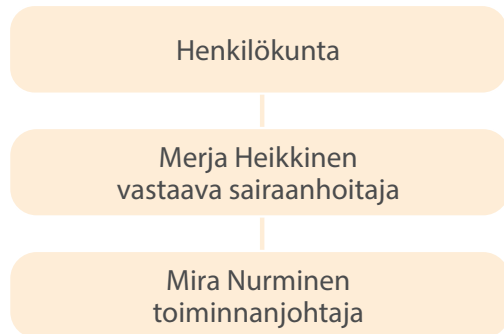 Henkilökunta
Merja Heikkinen
vastaava sairaanhoitaja
Mira Nurminen
toiminnanjohtaja